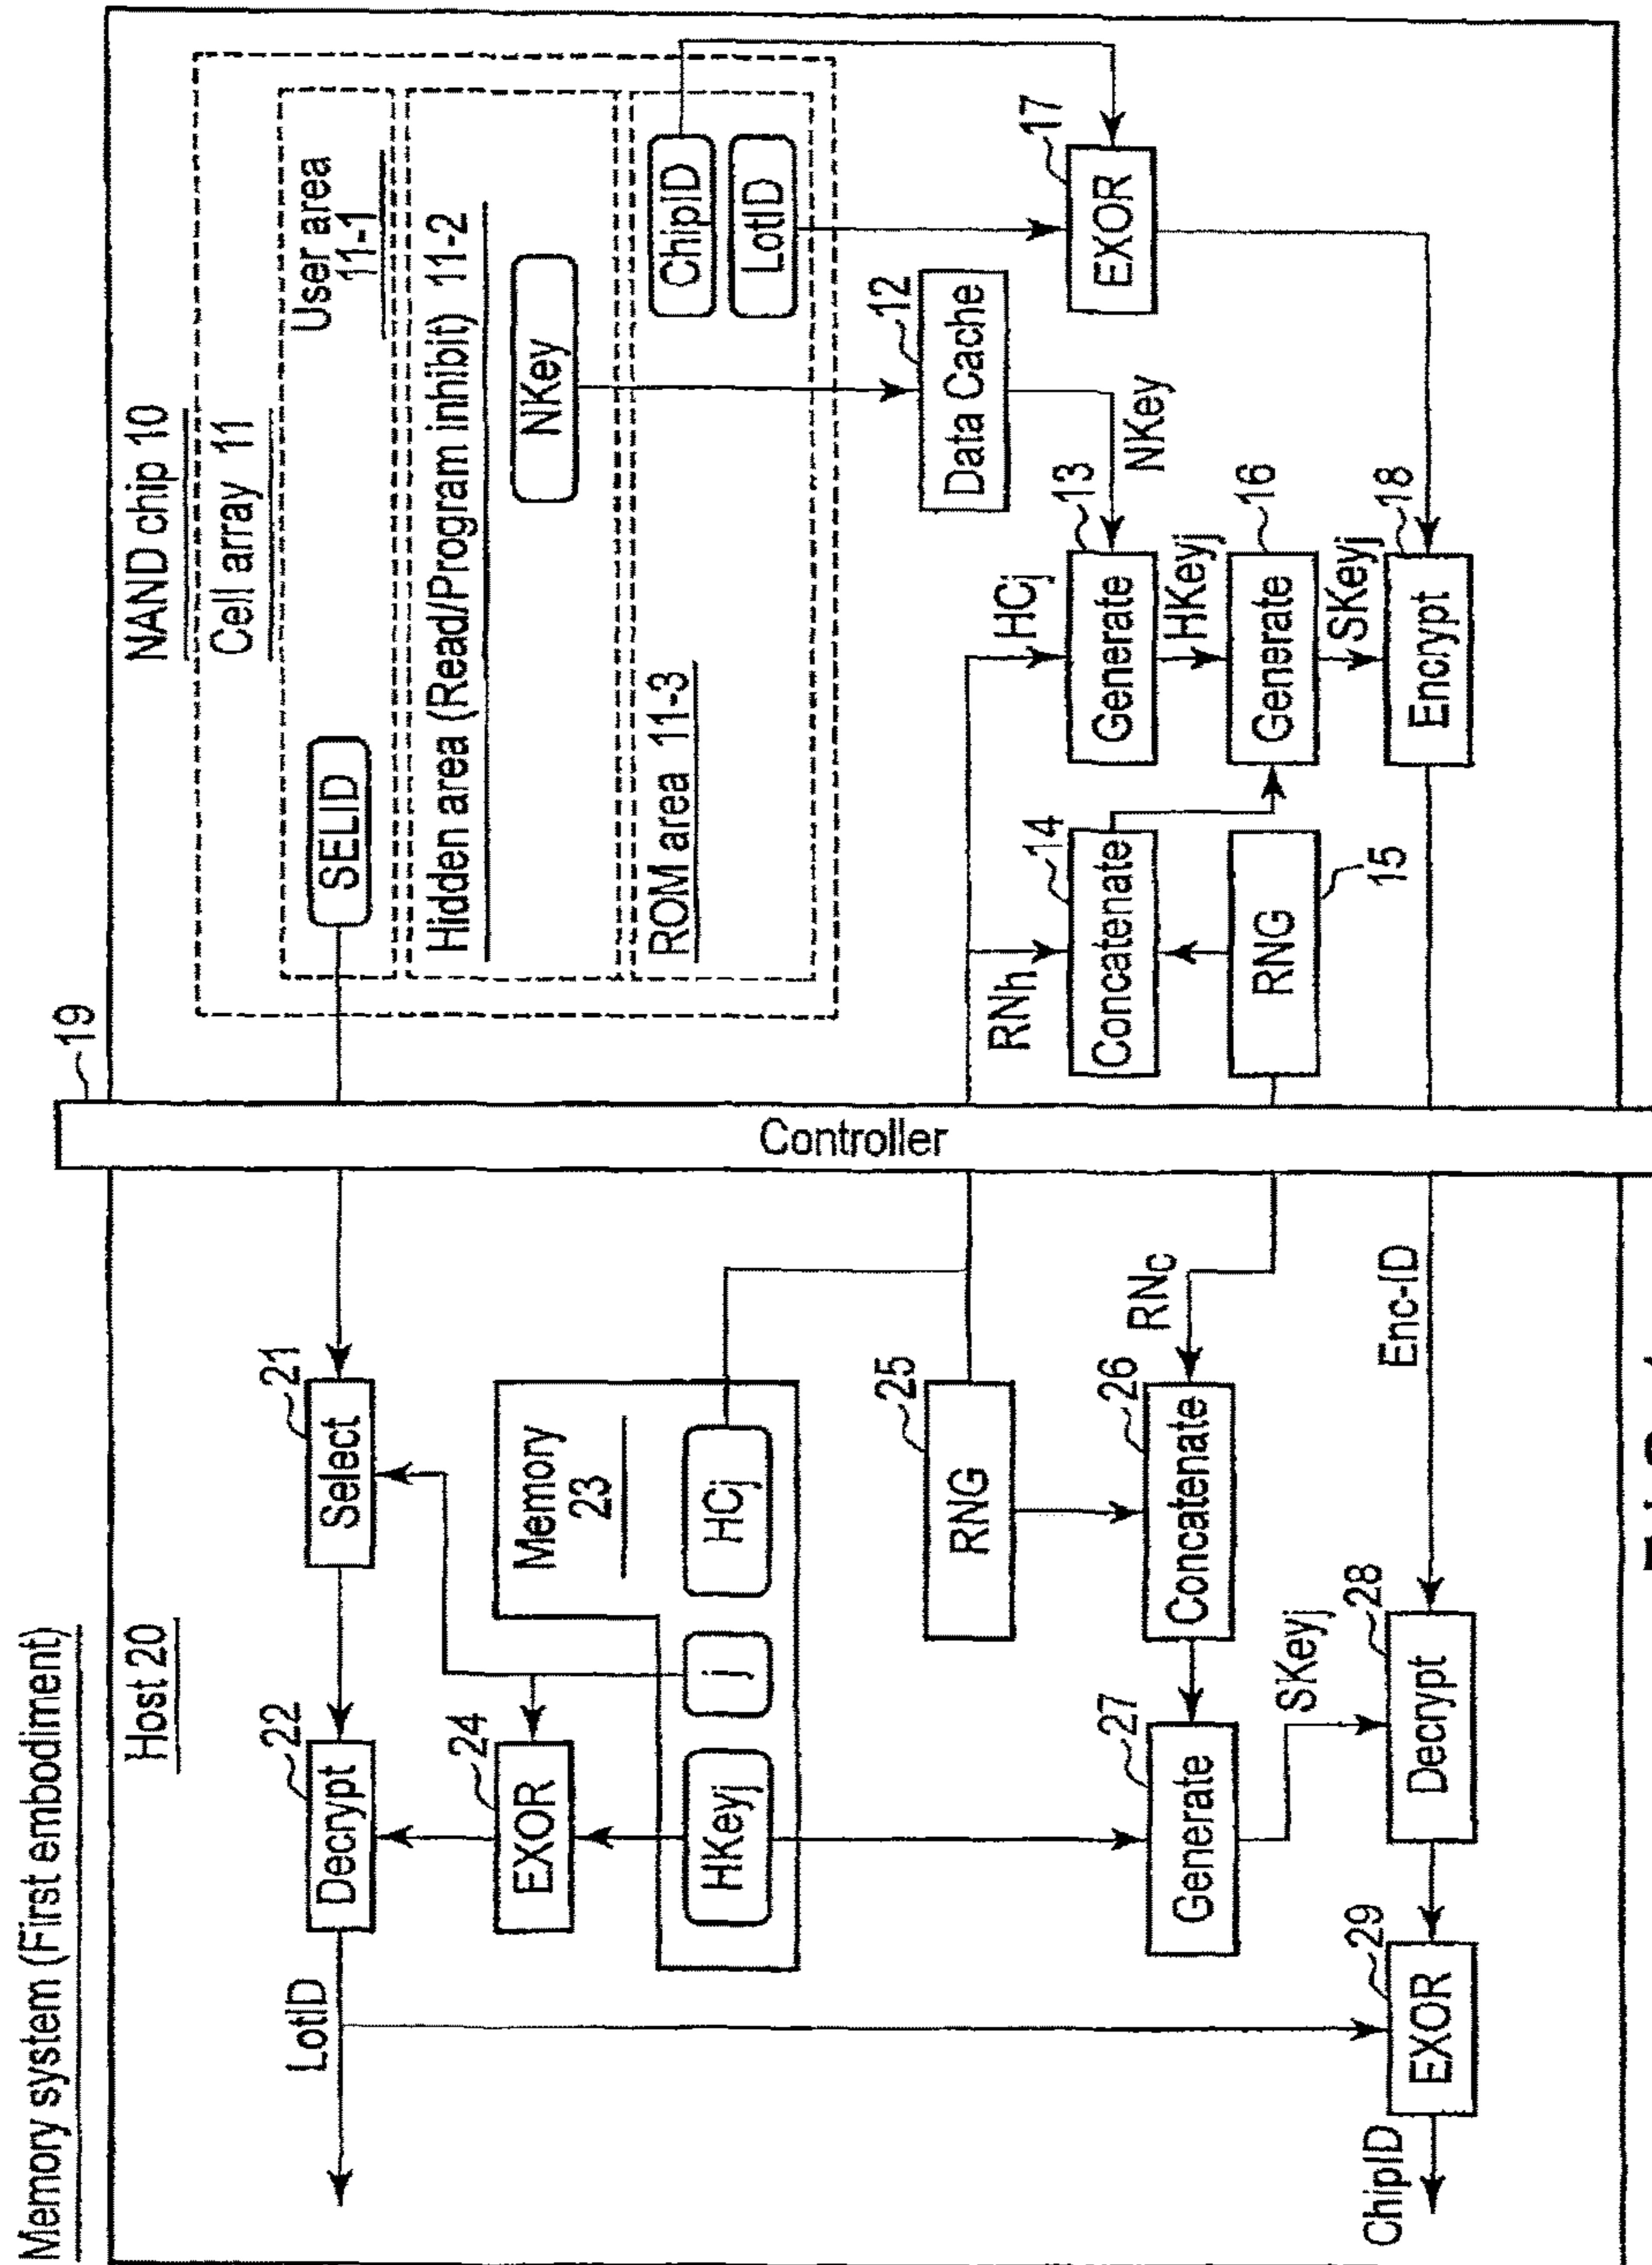 Memory system (First embodiment)
Host 20
NAND chip 10
Cell array 11
19
Controller
User area
11-1
SELID
Hidden area (Read/Program inhibit) 11-2
NKey
ROM area 11-3
ChipID
LotID
12
Data Cache
NKey
17
EXOR
HCj
13
Generate
HKeyj
16
Generate
SKeyj
18
Encrypt
RNh
14
Concatenate
RNG
15
21
Select
22
Decrypt
LotID
24
EXOR
Memory
23
HKeyj
j
HCj
25
RNG
RNc
26
Concatenate
27
Generate
SKeyj
Enc-ID
28
Decrypt
29
EXOR
ChipID